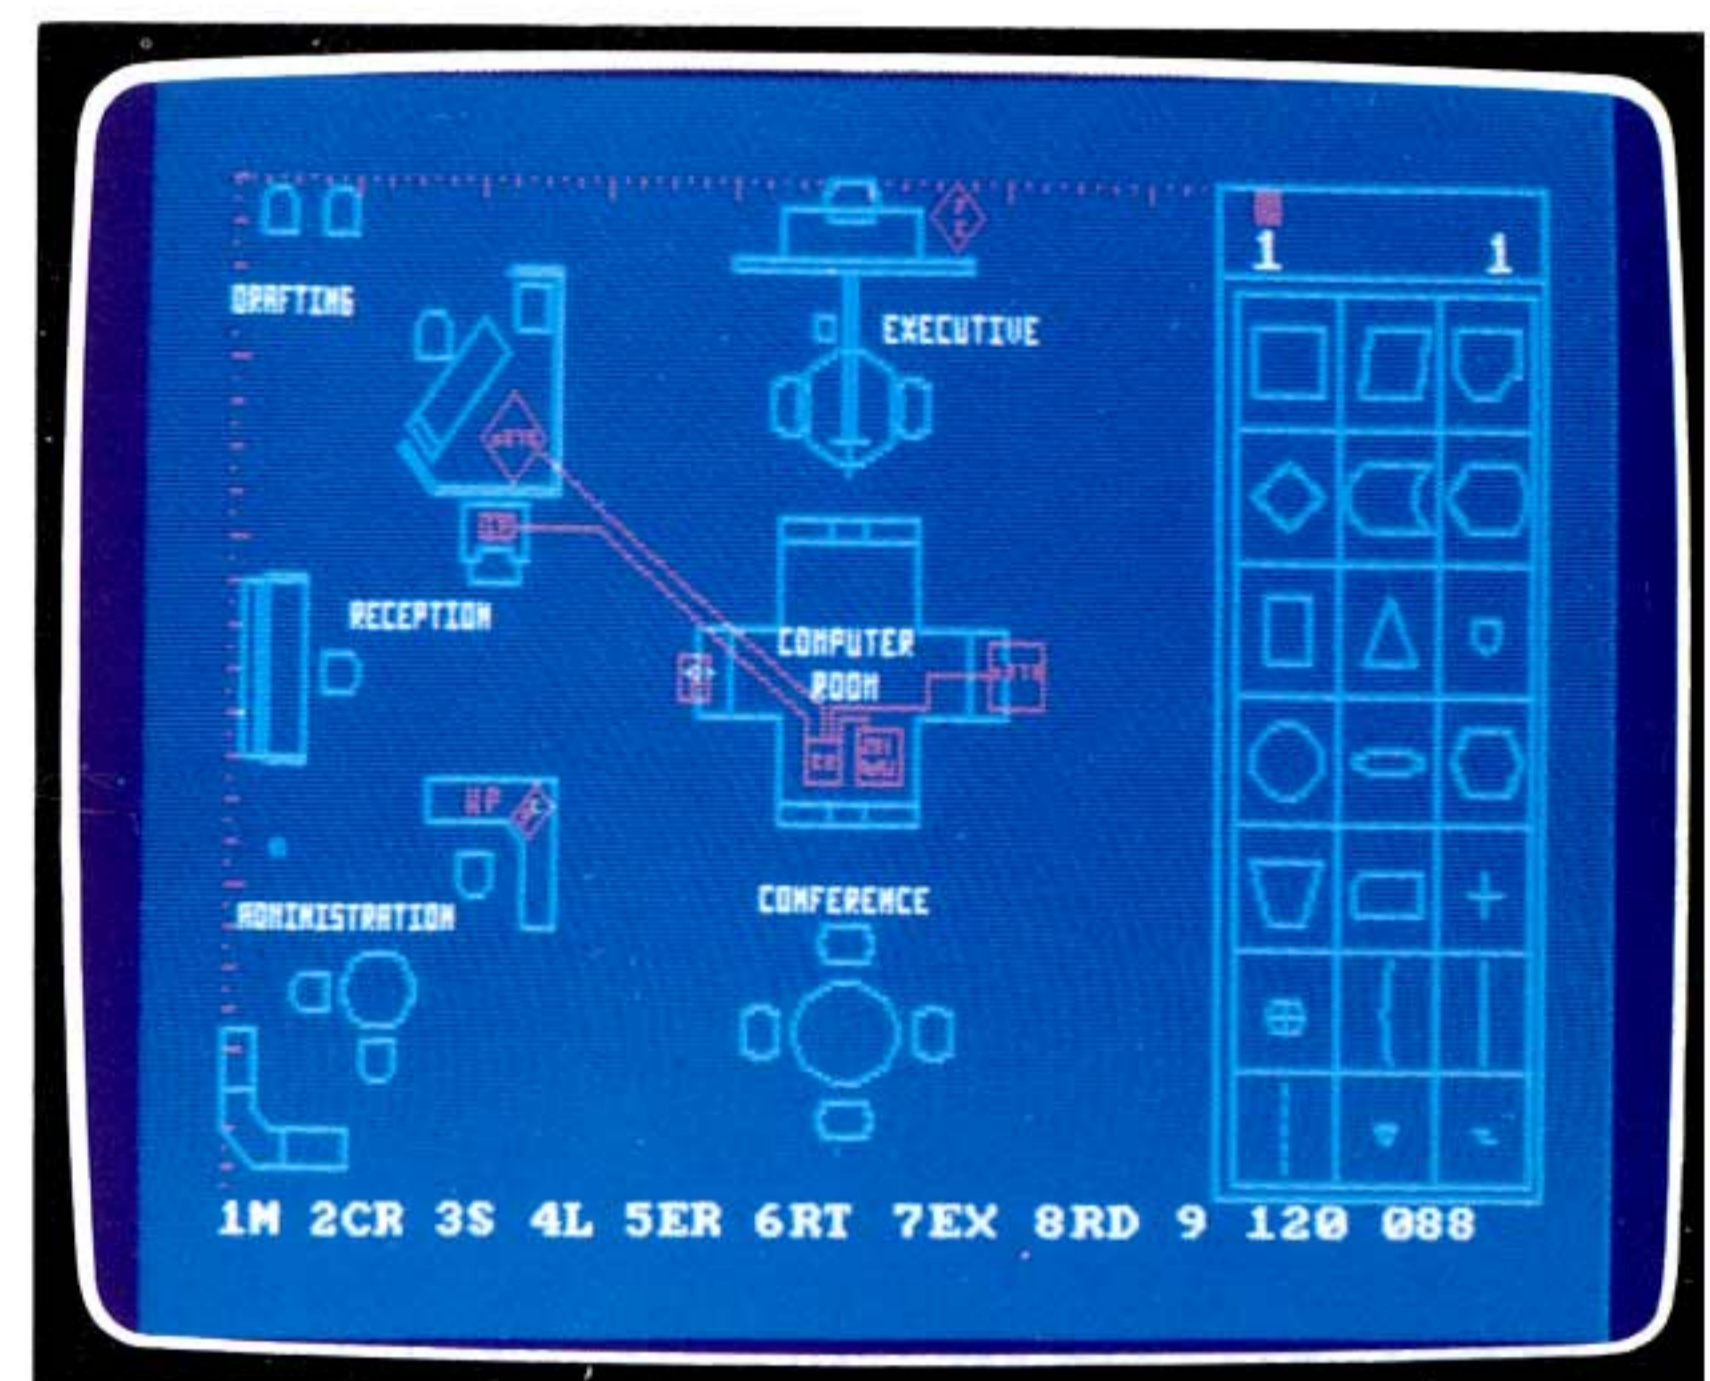 1 1
DRAFTING
EXECUTIVE
RECEPTION
COMPUTER
ROOM
WP
ADMINISTRATION
CONFERENCE
1M 2CR 3S 4L 5ER 6RT 7EX 8RD 9 120 088